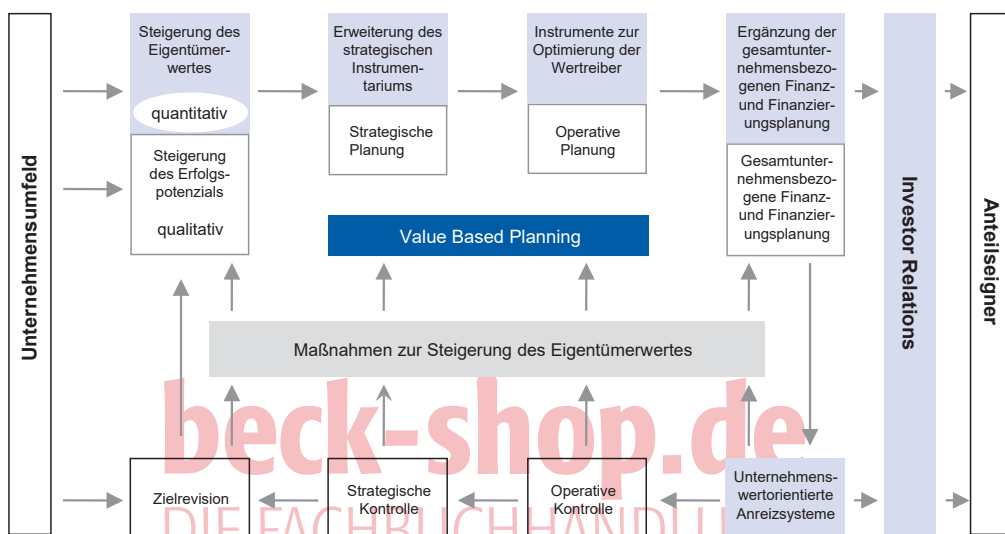 Unternehmensumfeld
Steigerung des
Eigentümer-
wertes
quantitativ
Steigerung
des Erfolgs-
potenzials
qualitativ
Erweiterung des
strategischen
Instrumen-
tariums
Strategische
Planung
Instrumente zur
Optimierung der
Wertreiber
Operative
Planung
Ergänzung der
gesamtunter-
nehmensbezo-
genen Finanz-
und Finanzier-
ungsplanung
Gesamtunter-
nehmensbezo-
gene Finanz-
und Finanzier-
ungsplanung
Value Based Planning
Maßnahmen zur Steigerung des Eigentümerwertes
beck-shop.de
Zielrevision
Strategische
Kontrolle
Operative
Kontrolle
Unternehmens-
wertorientierte
Anreizsysteme
DIE FACHBUCHHANDLU
Investor Relations
Anteilseigner